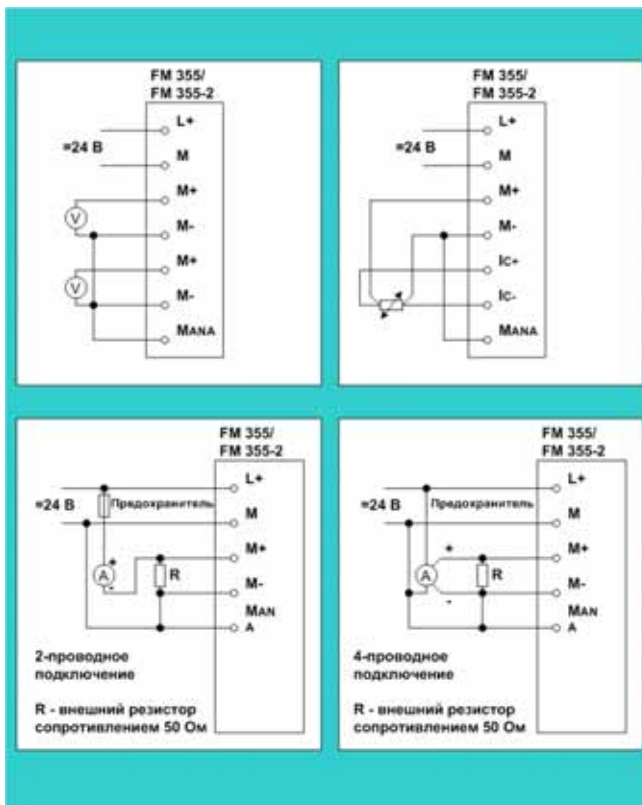 FM 355/
FM 355-2
L+
=24 В
M
M+
V
M-
M+
V
M-
MANA
FM 355/
FM 355-2
L+
=24 В
M
M+
M-
IC+
IC-
MANA
FM 355/
FM 355-2
L+
=24 В
Предохранитель
M
M+
+
A
R
-
M-
MAN
A
2-проводное
подключение
R - внешний резистор
сопротивлением 50 Ом
FM 355/
FM 355-2
L+
=24 В
Предохранитель
M
M+
+
A
R
-
M-
MAN
A
4-проводное
подключение
R - внешний резистор
сопротивлением 50 Ом